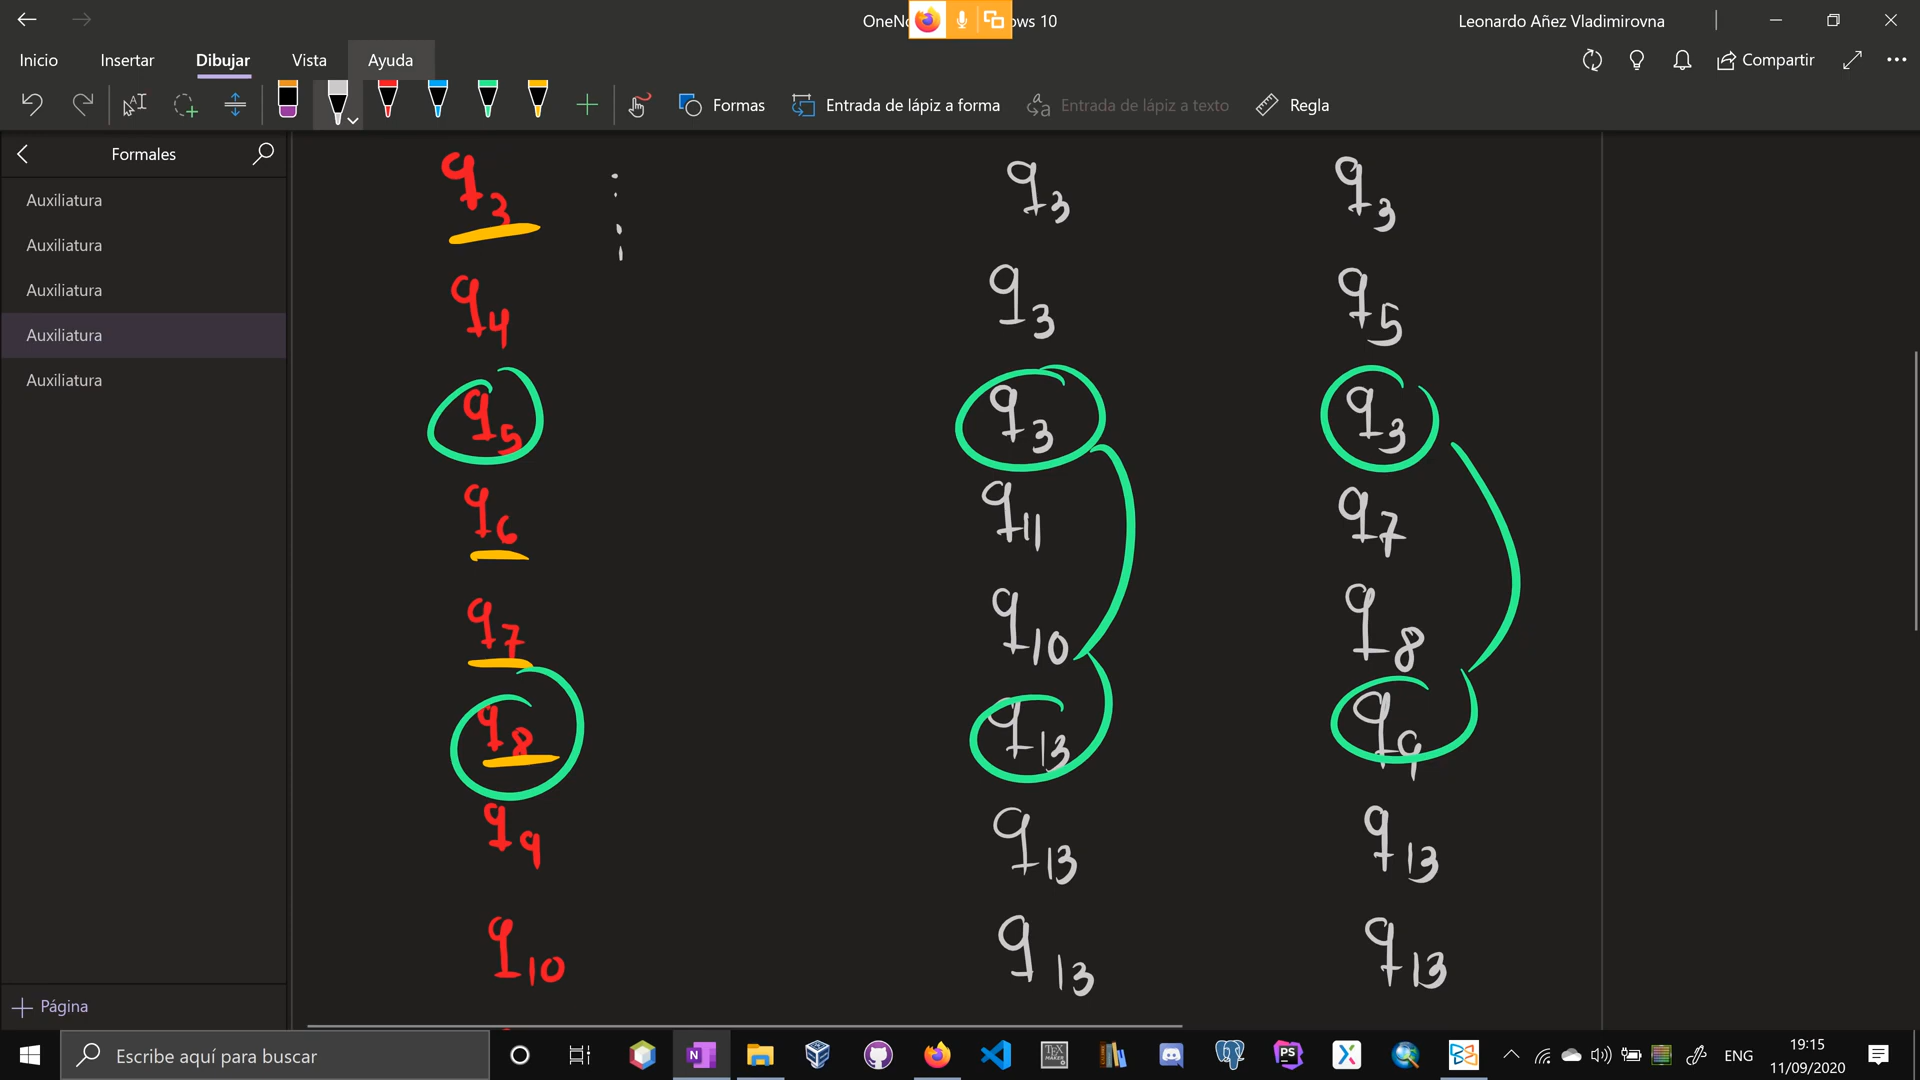 OneNo
ows 10
Leonardo Añez Vladimirovna
Inicio
Insertar
Dibujar
Vista
Ayuda
Compartir
Formas
Entrada de lápiz a forma
Entrada de lápiz a texto
Regla
Formales
Auxiliatura
Auxiliatura
Auxiliatura
Auxiliatura
Auxiliatura
q3 q3 q3
q4 q3 q5
q5 q3 q3
q6 q11 q7
q7 q10 q8
q8 q13 q9
q9 q13 q13
q10 q13 q13
Página
Escribe aquí para buscar
ENG
19:15
11/09/2020